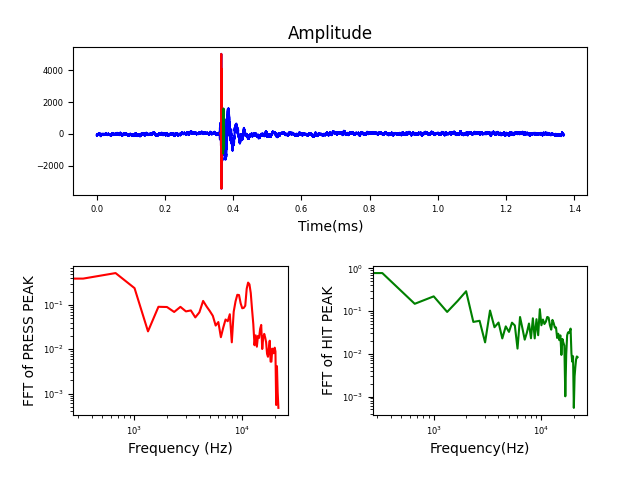 Amplitude
4000
2000
0
−2000
0.0 0.2 0.4 0.6 0.8 1.0 1.2 1.4
Time(ms)
FFT of PRESS PEAK
10⁻¹
10⁻²
10⁻³
10³ 10⁴
Frequency (Hz)
FFT of HIT PEAK
10⁰
10⁻¹
10⁻²
10⁻³
10³ 10⁴
Frequency(Hz)